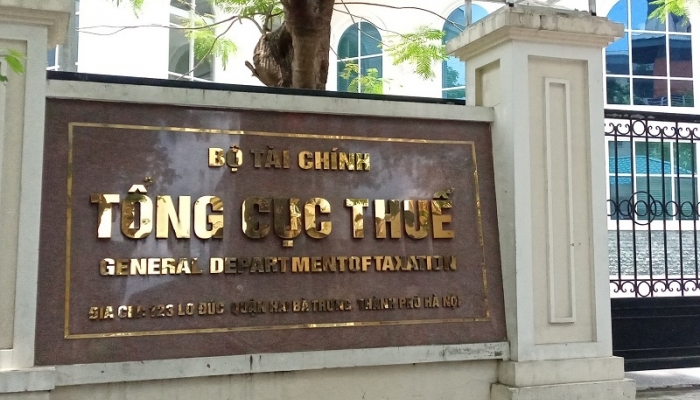 BỘ TÀI CHÍNH
TỔNG CỤC THUẾ
GENERAL DEPARTMENT OF TAXATION
ĐỊA CHỈ: 123 LÒ ĐÚC QUẬN HAI BÀ TRƯNG THÀNH PHỐ HÀ NỘI